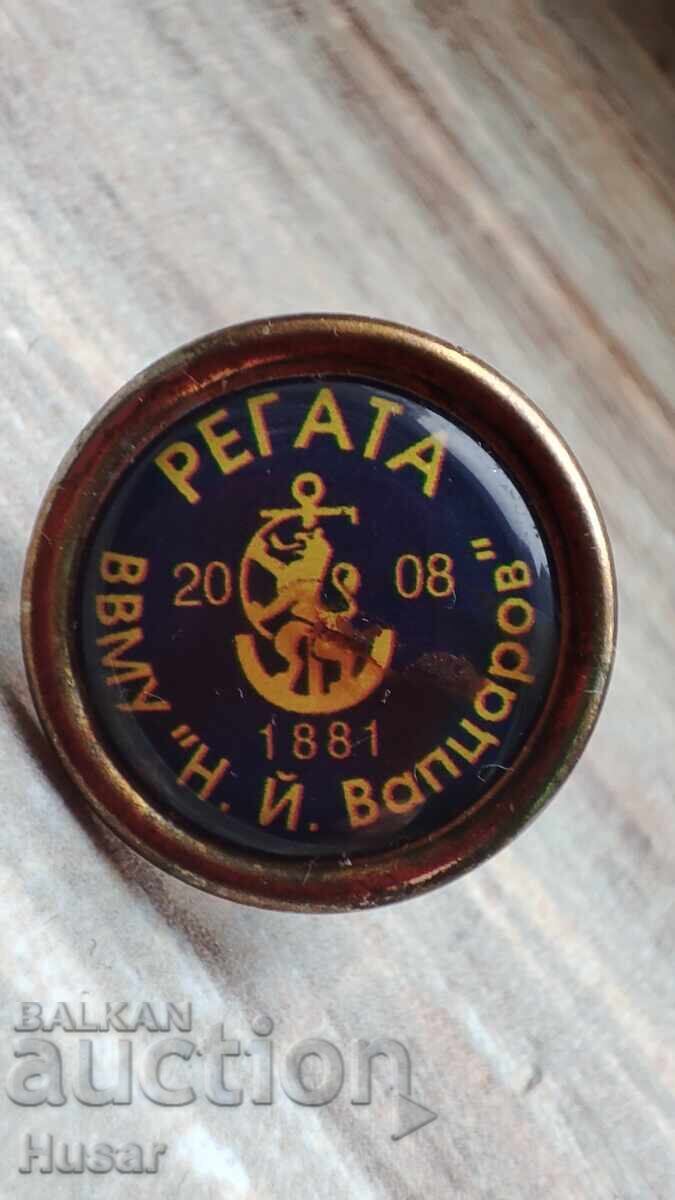 РЕГАТА
20 08
1881
ВВМУ "Н. Й. Вапцаров"
BALKAN
auction
Husar